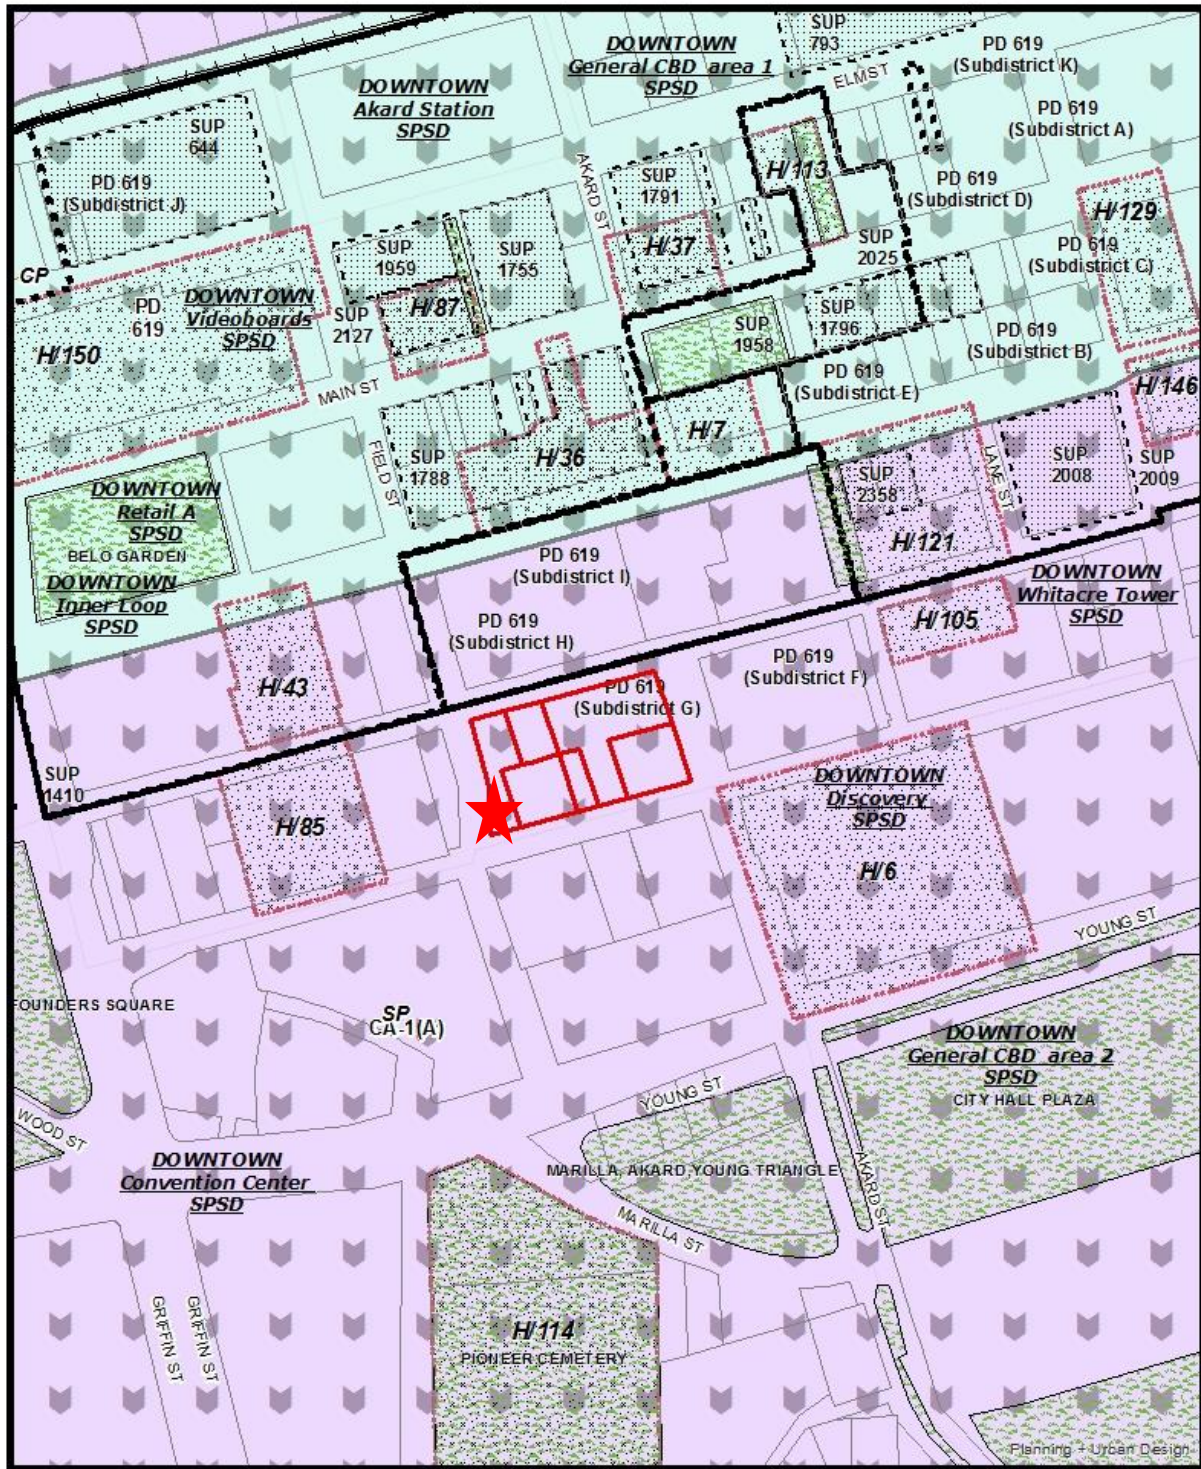 SUP
793
DOWNTOWN
General CBD area 1
SPSD
PD 619
(Subdistrict K)
ELM ST
DOWNTOWN
Akard Station
SPSD
PD 619
(Subdistrict A)
SUP
644
AKARD ST
H/113
PD 619
(Subdistrict J)
SUP
1791
PD 619
(Subdistrict D)
H/129
SUP
1959
SUP
1755
H/37
SUP
2025
PD 619
(Subdistrict C)
CP
PD
619
DOWNTOWN
Videoboards
SPSD
SUP
2127
H/87
SUP
1958
SUP
1796
PD 619
(Subdistrict B)
H/150
MAIN ST
PD 619
(Subdistrict E)
H/146
FIELD ST
H/7
SUP
1788
H/36
SUP
2358
LANE ST
SUP
2008
SUP
2009
DOWNTOWN
Retail A
SPSD
BELO GARDEN
H/121
PD 619
(Subdistrict I)
DOWNTOWN
Inner Loop
SPSD
DOWNTOWN
Whitacre Tower
SPSD
PD 619
(Subdistrict H)
H/105
H/43
PD 619
(Subdistrict F)
PD 619
(Subdistrict G)
SUP
1410
DOWNTOWN
Discovery
SPSD
H/85
H/6
YOUNG ST
FOUNDERS SQUARE
SP
CA-1(A)
DOWNTOWN
General CBD area 2
SPSD
CITY HALL PLAZA
YOUNG ST
WOOD ST
DOWNTOWN
Convention Center
SPSD
MARILLA, AKARD, YOUNG TRIANGLE
AKARD ST
MARILLA ST
GRIFFIN ST
GRIFFIN ST
H/114
PIONEER CEMETERY
Planning + Urban Design